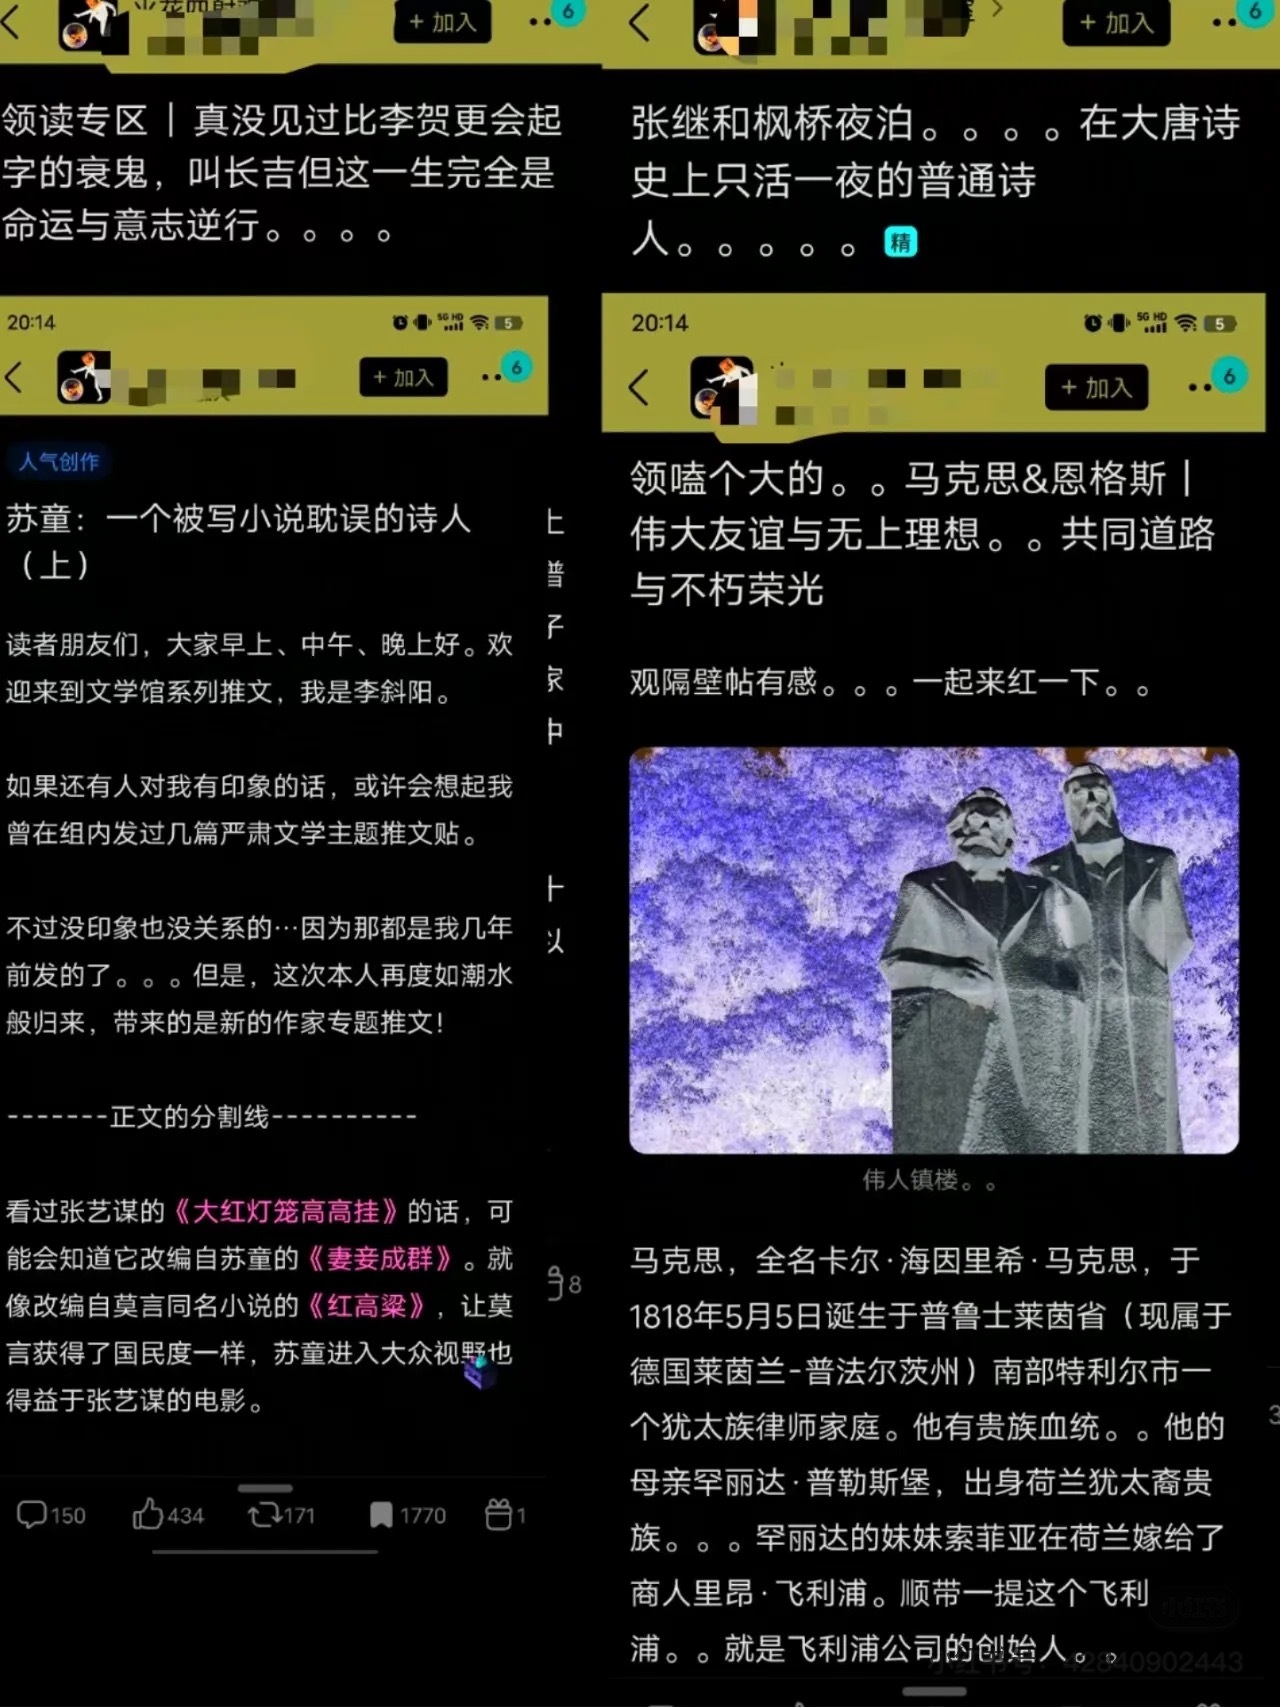 + 加入
6
领读专区｜真没见过比李贺更会起
字的衰鬼，叫长吉但这一生完全是
命运与意志逆行。。。。
+ 加入
6
张继和枫桥夜泊。。。。在大唐诗
史上只活一夜的普通诗
人。。。。。 精
20:14
5G HD
5
+ 加入
6
人气创作
苏童：一个被写小说耽误的诗人
（上）
读者朋友们，大家早上、中午、晚上好。欢
迎来到文学馆系列推文，我是李斜阳。
如果还有人对我有印象的话，或许会想起我
曾在组内发过几篇严肃文学主题推文贴。
不过没印象也没关系的…因为那都是我几年
前发的了。。。但是，这次本人再度如潮水
般归来，带来的是新的作家专题推文！
-------正文的分割线----------
看过张艺谋的《大红灯笼高高挂》的话，可
能会知道它改编自苏童的《妻妾成群》。就
像改编自莫言同名小说的《红高粱》，让莫
言获得了国民度一样，苏童进入大众视野也
得益于张艺谋的电影。
150
434
171
1770
1
8
20:14
5G HD
5
+ 加入
6
领嗑个大的。。马克思&恩格斯｜
伟大友谊与无上理想。。共同道路
与不朽荣光
观隔壁帖有感。。。一起来红一下。。
伟人镇楼。。
马克思，全名卡尔·海因里希·马克思，于
1818年5月5日诞生于普鲁士莱茵省（现属于
德国莱茵兰-普法尔茨州）南部特利尔市一
个犹太族律师家庭。他有贵族血统。。他的
母亲罕丽达·普勒斯堡，出身荷兰犹太裔贵
族。。。罕丽达的妹妹索菲亚在荷兰嫁给了
商人里昂·飞利浦。顺带一提这个飞利
浦。。就是飞利浦公司的创始人。。
小红书号：42840902443